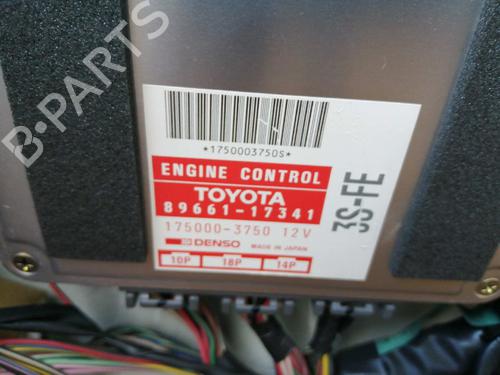 *1750003750S*
ENGINE CONTROL
TOYOTA
89661-17341
175000-3750 12V
DENSO MADE IN JAPAN
10P 18P 14P
3S-FE
B-PARTS